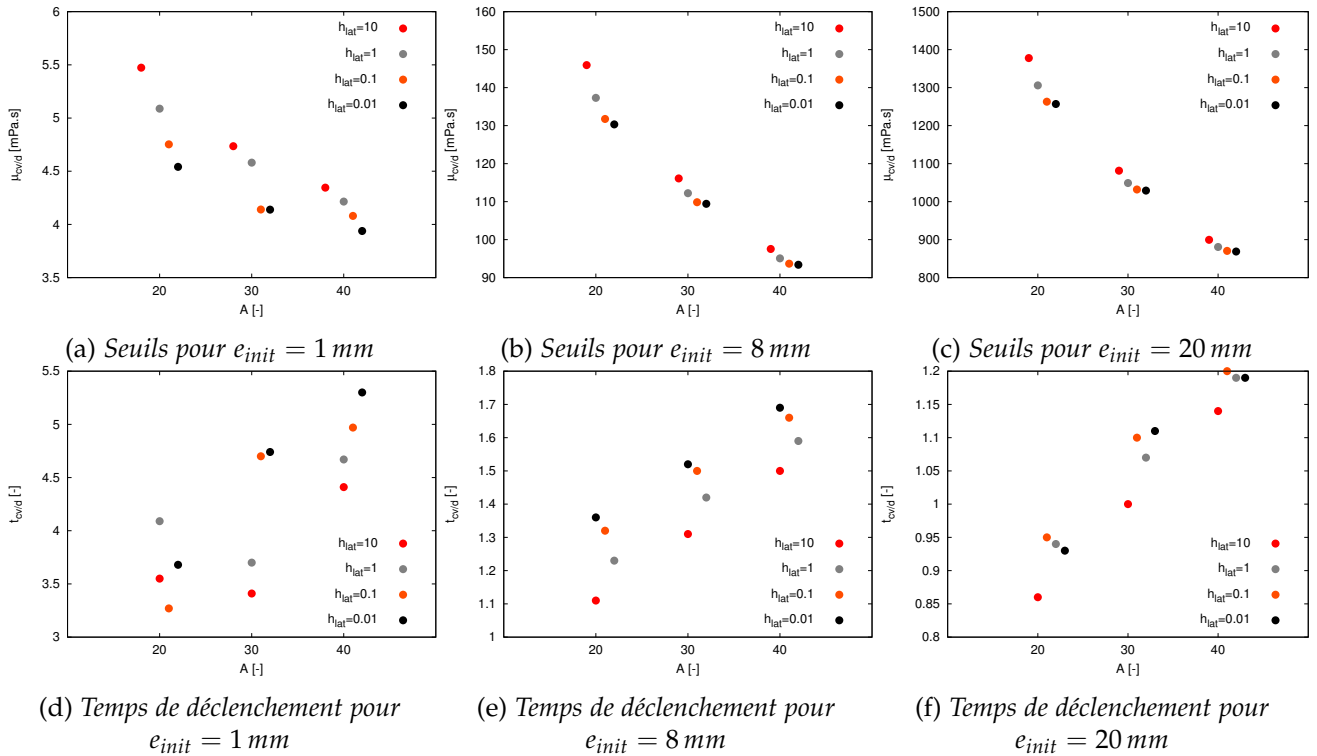 6
5.5
5
4.5
4
3.5
20
30
40
μcv/d [mPa.s]
A [-]
hlat=10
hlat=1
hlat=0.1
hlat=0.01
(a) Seuils pour einit = 1 mm
160
150
140
130
120
110
100
90
20
30
40
μcv/d [mPa.s]
A [-]
hlat=10
hlat=1
hlat=0.1
hlat=0.01
(b) Seuils pour einit = 8 mm
1500
1400
1300
1200
1100
1000
900
800
20
30
40
μcv/d [mPa.s]
A [-]
hlat=10
hlat=1
hlat=0.1
hlat=0.01
(c) Seuils pour einit = 20 mm
5.5
5
4.5
4
3.5
3
20
30
40
tcv/d [-]
A [-]
hlat=10
hlat=1
hlat=0.1
hlat=0.01
(d) Temps de déclenchement pour
einit = 1 mm
1.8
1.7
1.6
1.5
1.4
1.3
1.2
1.1
1
20
30
40
tcv/d [-]
A [-]
hlat=10
hlat=1
hlat=0.1
hlat=0.01
(e) Temps de déclenchement pour
einit = 8 mm
1.2
1.15
1.1
1.05
1
0.95
0.9
0.85
0.8
20
30
40
tcv/d [-]
A [-]
hlat=10
hlat=1
hlat=0.1
hlat=0.01
(f) Temps de déclenchement pour
einit = 20 mm